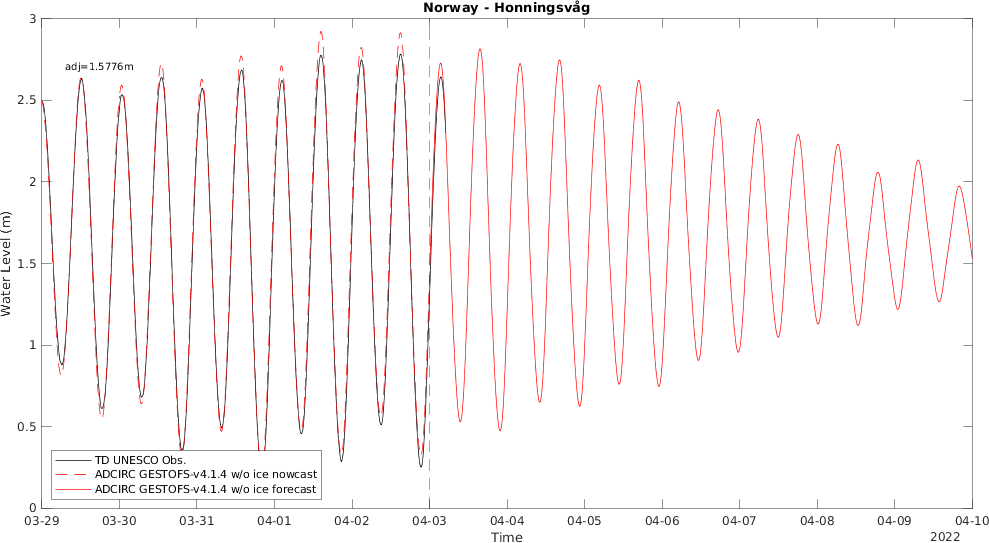 Norway - Honningsvåg
adj=1.5776m
3
2.5
2
1.5
1
0.5
0
Water Level (m)
TD UNESCO Obs.
ADCIRC GESTOFS-v4.1.4 w/o ice nowcast
ADCIRC GESTOFS-v4.1.4 w/o ice forecast
03-29 03-30 03-31 04-01 04-02 04-03 04-04 04-05 04-06 04-07 04-08 04-09 04-10
Time
2022